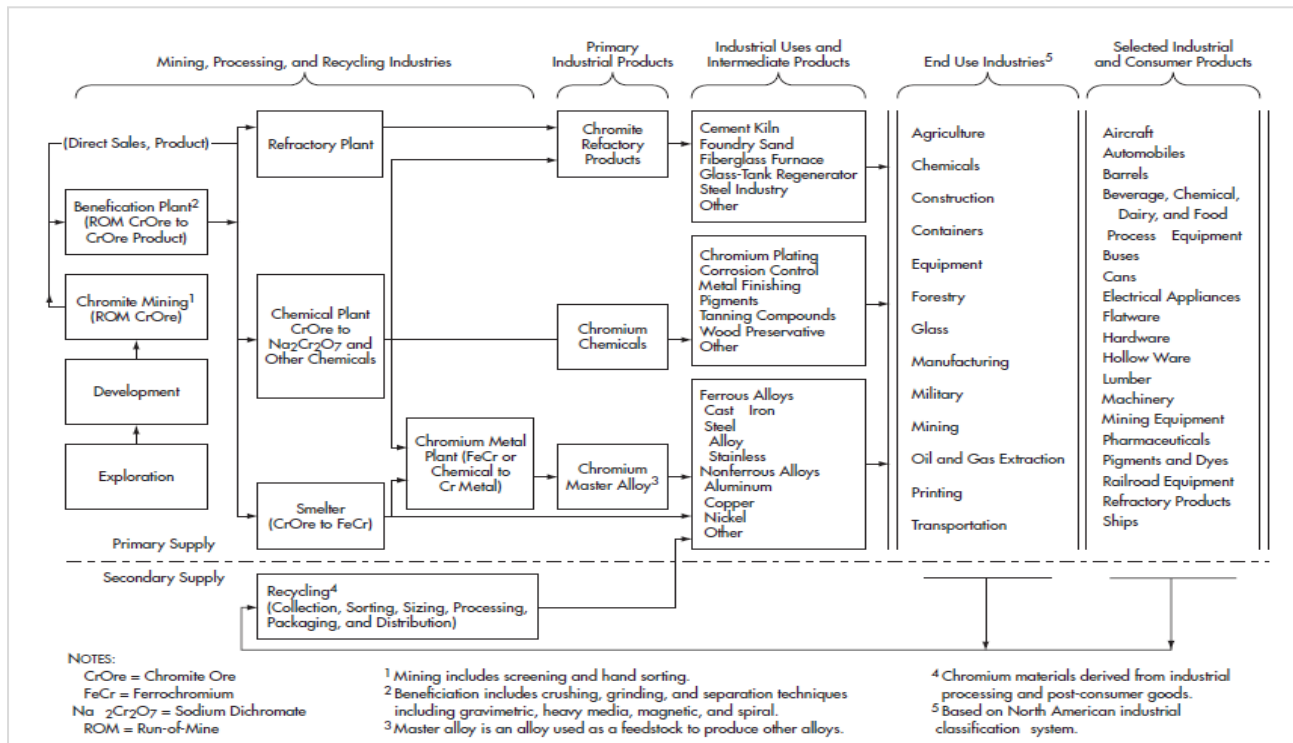 Mining, Processing, and Recycling Industries
Primary
Industrial Products
Industrial Uses and
Intermediate Products
End Use Industries5
Selected Industrial
and Consumer Products
(Direct Sales, Product)
Benefication Plant2
(ROM CrOre to
CrOre Product)
Chromite Mining1
(ROM CrOre)
Development
Exploration
Refractory Plant
Chemical Plant
CrOre to
Na2Cr2O7 and
Other Chemicals
Chromium Metal
Plant (FeCr or
Chemical to
Cr Metal)
Smelter
(CrOre to FeCr)
Chromite
Refactory
Products
Chromium
Chemicals
Chromium
Master Alloy3
Cement Kiln
Foundry Sand
Fiberglass Furnace
Glass-Tank Regenerator
Steel Industry
Other
Chromium Plating
Corrosion Control
Metal Finishing
Pigments
Tanning Compounds
Wood Preservative
Other
Ferrous Alloys
Cast Iron
Steel
Alloy
Stainless
Nonferrous Alloys
Aluminum
Copper
Nickel
Other
Agriculture
Chemicals
Construction
Containers
Equipment
Forestry
Glass
Manufacturing
Military
Mining
Oil and Gas Extraction
Printing
Transportation
Aircraft
Automobiles
Barrels
Beverage, Chemical,
Dairy, and Food
Process Equipment
Buses
Cans
Electrical Appliances
Flatware
Hardware
Hollow Ware
Lumber
Machinery
Mining Equipment
Pharmaceuticals
Pigments and Dyes
Railroad Equipment
Refractory Products
Ships
Primary Supply
Secondary Supply
Recycling4
(Collection, Sorting, Sizing, Processing,
Packaging, and Distribution)
NOTES:
CrOre = Chromite Ore
FeCr = Ferrochromium
Na 2Cr2O7 = Sodium Dichromate
ROM = Run-of-Mine
1 Mining includes screening and hand sorting.
2 Beneficiation includes crushing, grinding, and separation techniques
including gravimetric, heavy media, magnetic, and spiral.
3 Master alloy is an alloy used as a feedstock to produce other alloys.
4 Chromium materials derived from industrial
processing and post-consumer goods.
5 Based on North American industrial
classification system.